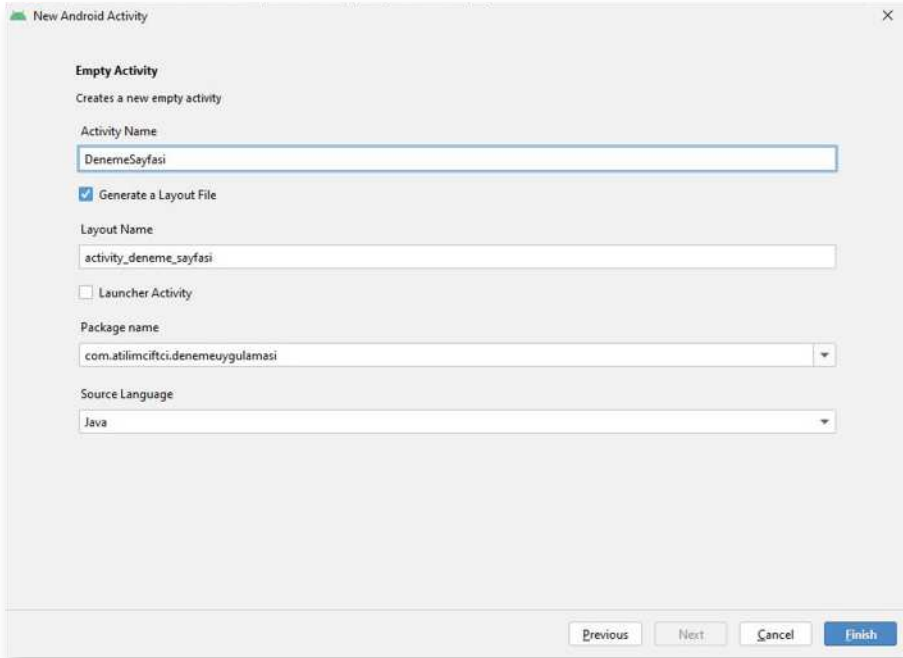 New Android Activity
Empty Activity
Creates a new empty activity
Activity Name
DenemeSayfasi
Generate a Layout File
Layout Name
activity_deneme_sayfasi
Launcher Activity
Package name
com.atilimciftci.denemeuygulamasi
Source Language
Java
Previous Next Cancel Finish